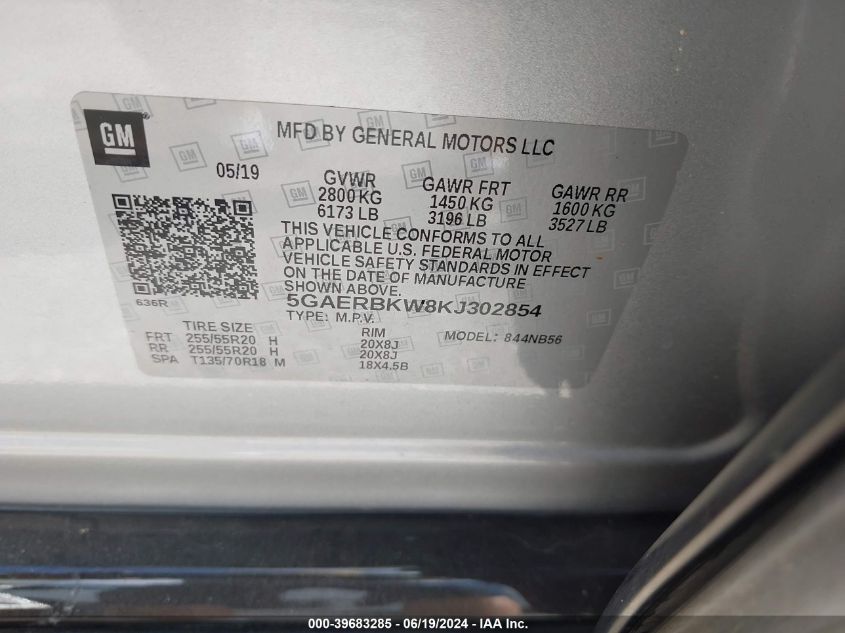 GM
MFD BY GENERAL MOTORS LLC
05/19
GVWR
2800 KG
6173 LB
GAWR FRT
1450 KG
3196 LB
GAWR RR
1600 KG
3527 LB
THIS VEHICLE CONFORMS TO ALL
APPLICABLE U.S. FEDERAL MOTOR
VEHICLE SAFETY STANDARDS IN EFFECT
ON THE DATE OF MANUFACTURE
SHOWN ABOVE.
636R
5GAERBKW8KJ302854
TYPE: M.P.V.
MODEL: 844NB56
TIRE SIZE
RIM
FRT 255/55R20 H 20X8J
RR 255/55R20 H 20X8J
SPA T135/70R18 M 18X4.5B
000-39683285 - 06/19/2024 - IAA Inc.